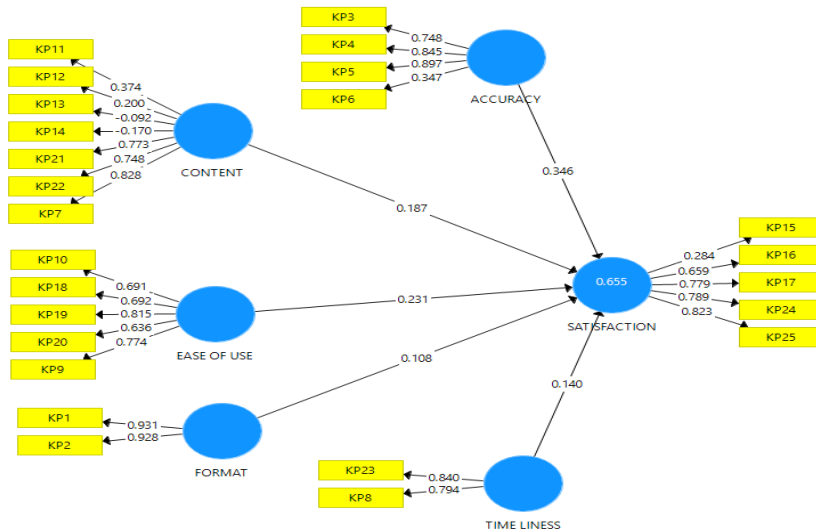 KP11
KP12
KP13
KP14
KP21
KP22
KP7
0.374
0.200
-0.092
-0.170
0.773
0.748
0.828
CONTENT
KP3
KP4
KP5
KP6
0.748
0.845
0.897
0.347
ACCURACY
0.346
0.187
KP10
KP18
KP19
KP20
KP9
0.691
0.692
0.815
0.636
0.774
EASE OF USE
0.231
0.655
SATISFACTION
0.284
0.659
0.779
0.789
0.823
KP15
KP16
KP17
KP24
KP25
0.108
0.140
KP1
KP2
0.931
0.928
FORMAT
KP23
KP8
0.840
0.794
TIME LINESS